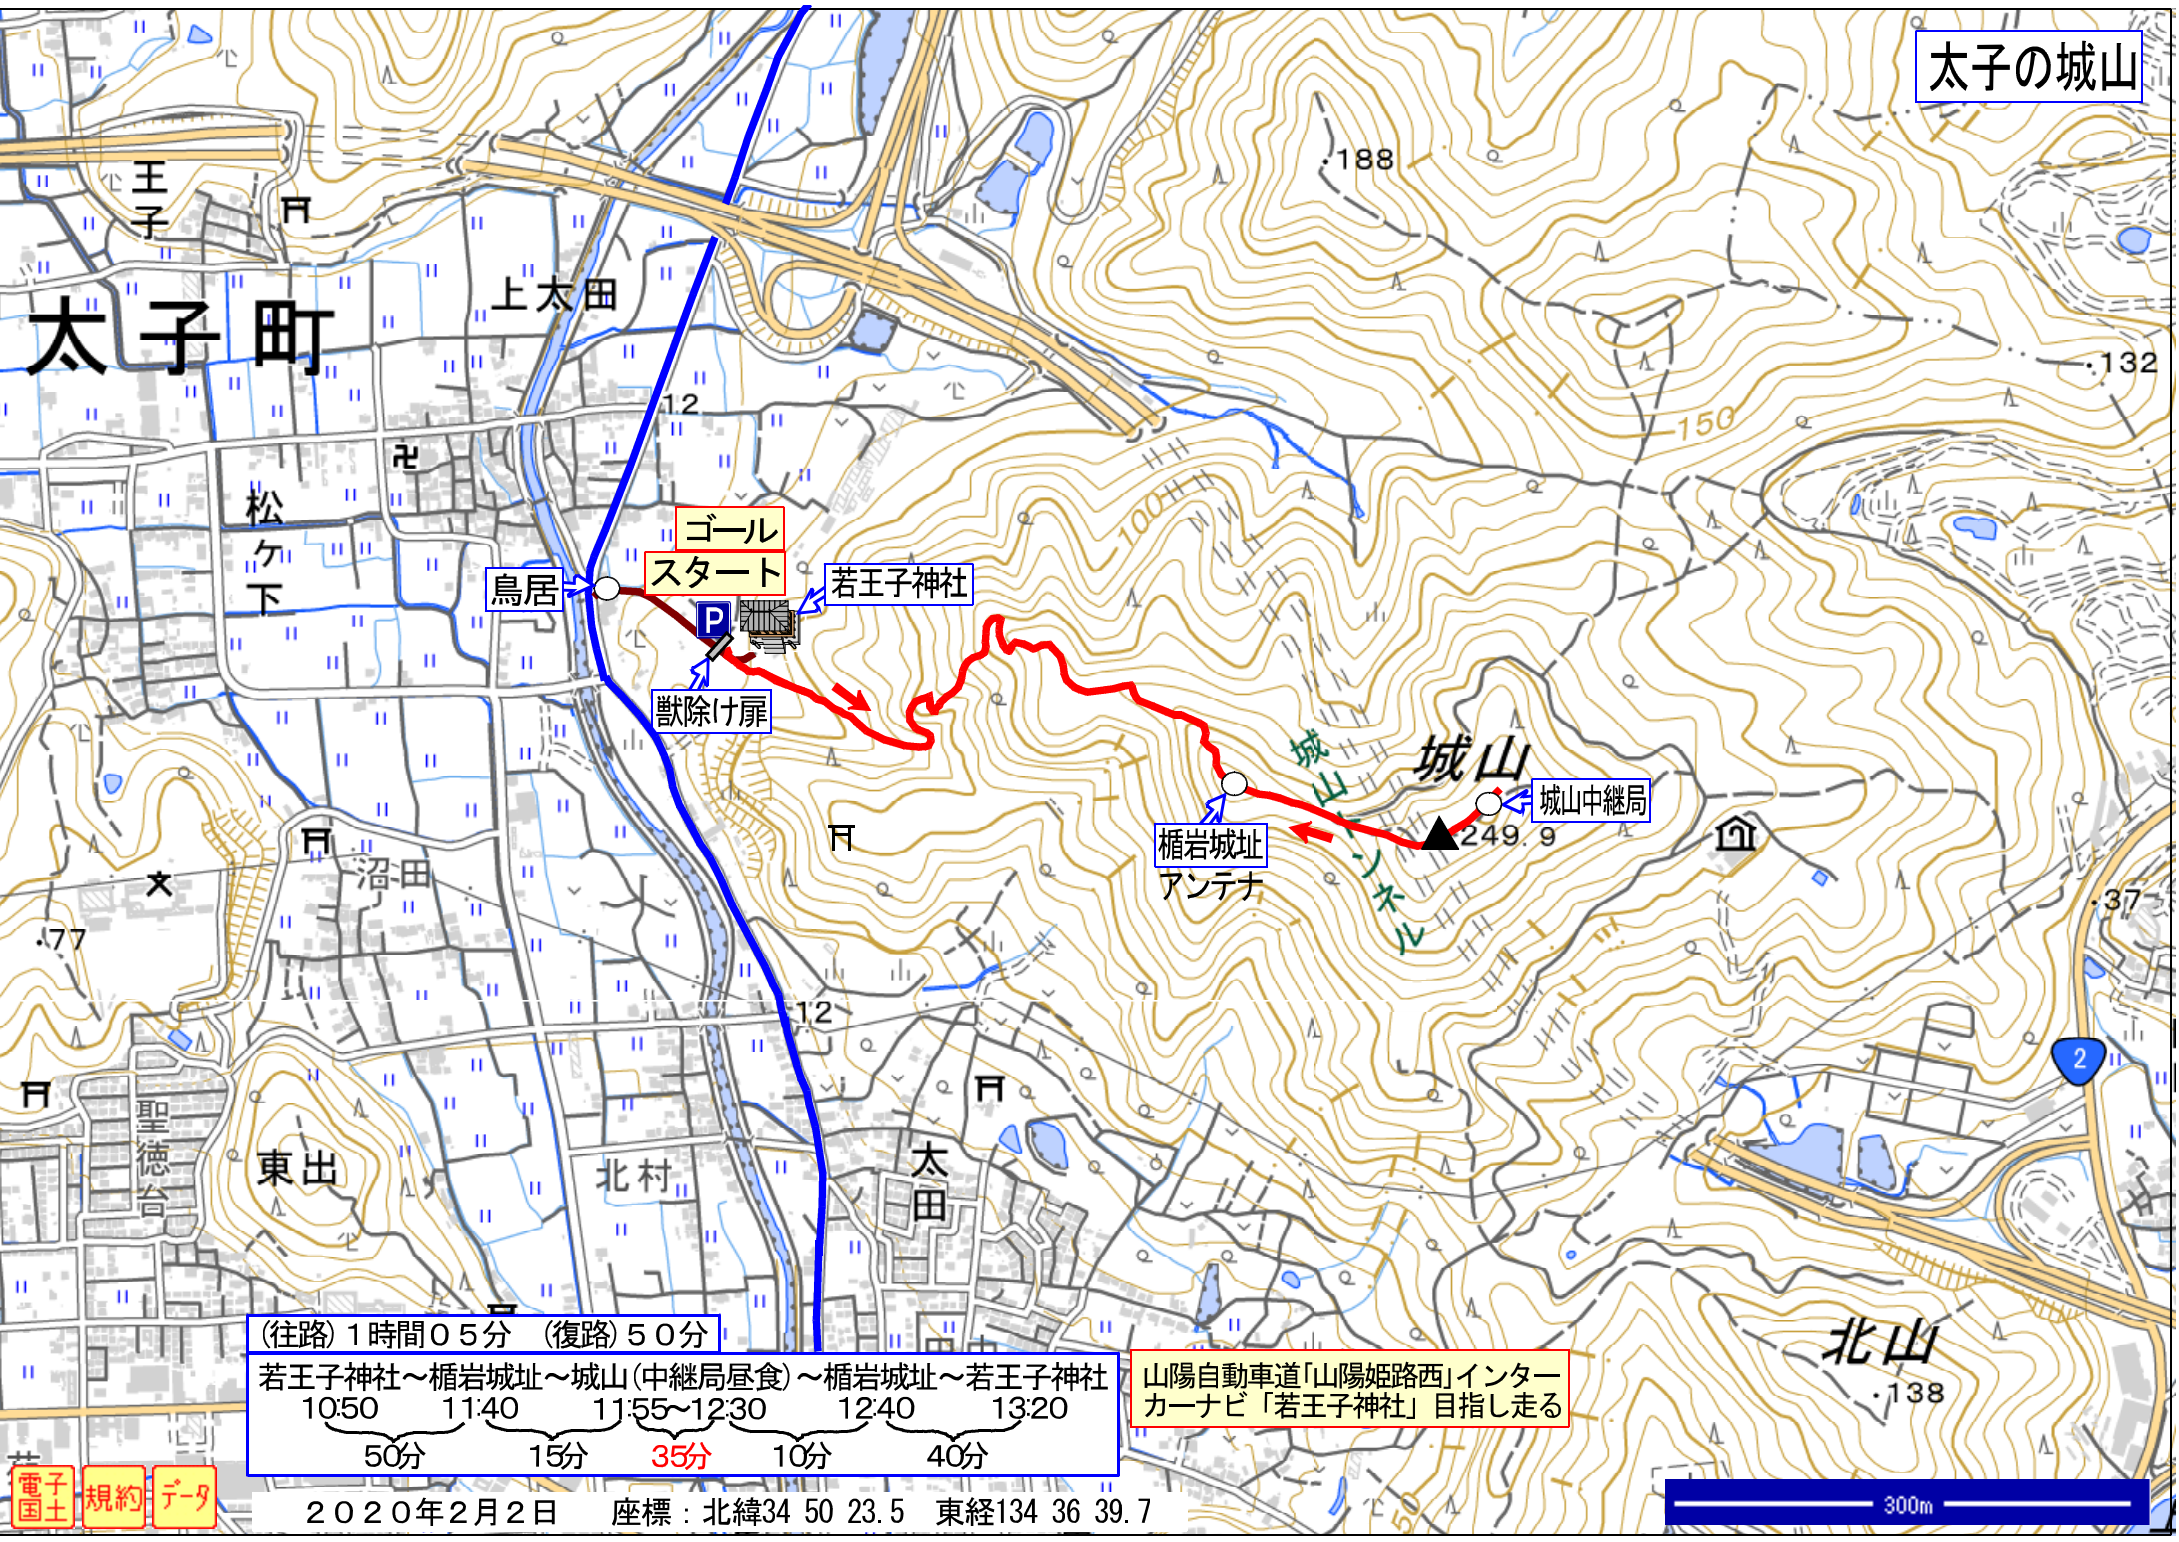 太子の城山
王子
188
上太田
太子町
132
12
150
松ヶ下
100
ゴール
スタート
鳥居
若王子神社
P
獣除け扉
城山トンネル
城山
城山中継局
249.9
楯岩城址
アンテナ
沼田
77
37
12
2
聖徳台
東出
北村
太田
北山
138
(往路)1時間05分 (復路)50分
若王子神社~楯岩城址~城山(中継局昼食)~楯岩城址~若王子神社
10:50 11:40 11:55~12:30 12:40 13:20
50分 15分 35分 10分 40分
山陽自動車道「山陽姫路西」インター
カーナビ「若王子神社」目指し走る
電子国土
規約
データ
2020年2月2日 座標:北緯34 50 23.5 東経134 36 39.7
50
300m